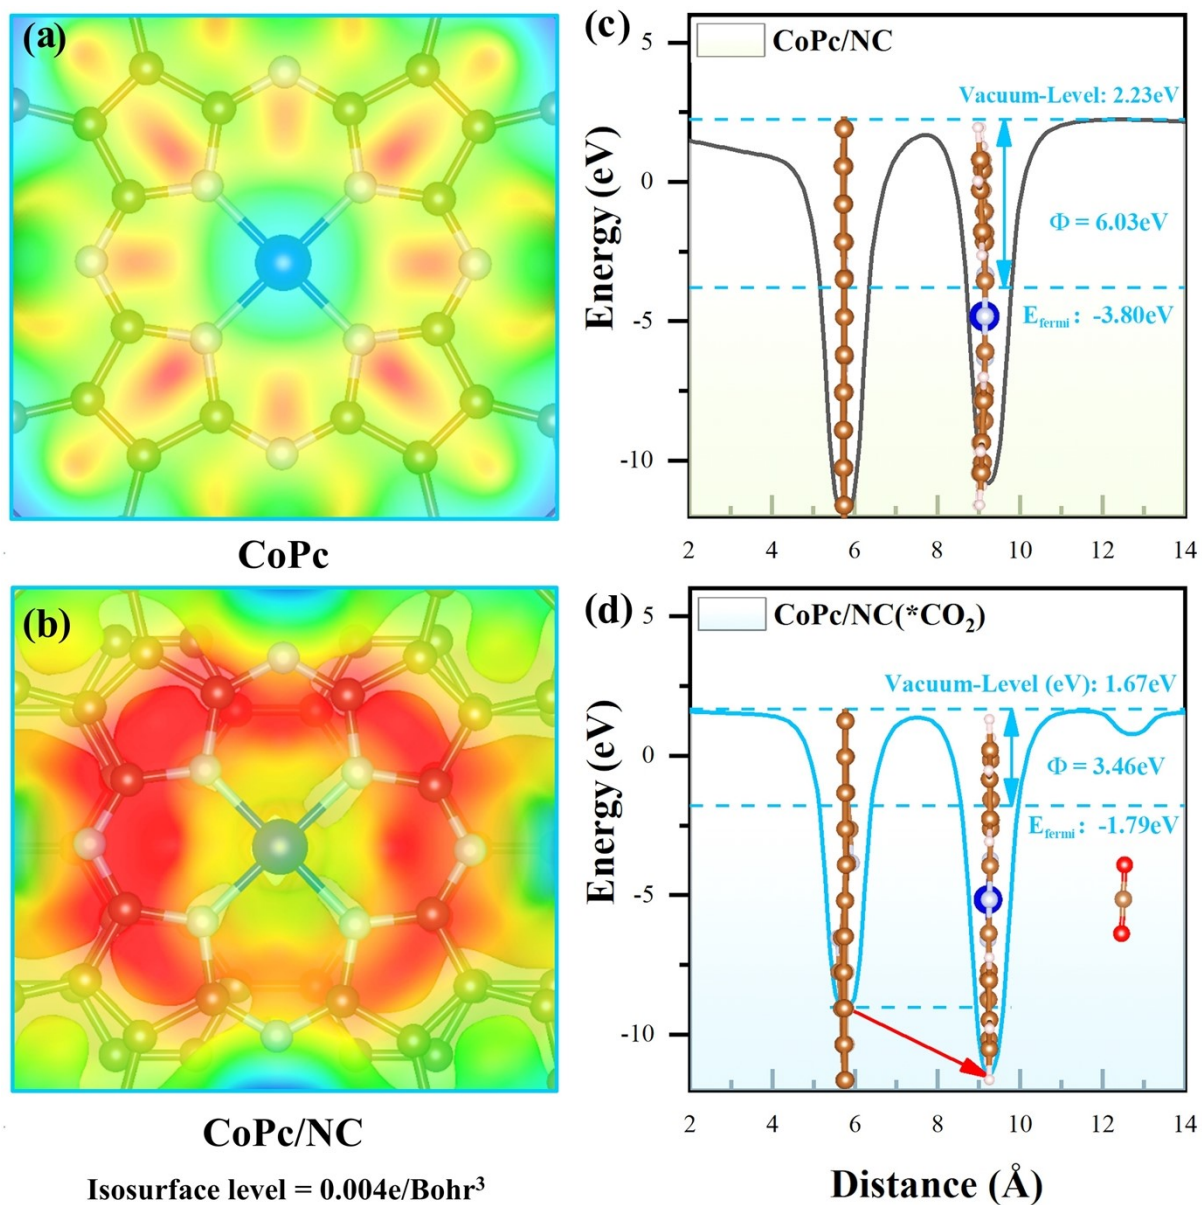 (a)
CoPc
(b)
CoPc/NC
Isosurface level = 0.004e/Bohr³
(c)
CoPc/NC
Vacuum-Level: 2.23eV
Φ = 6.03eV
E_fermi : -3.80eV
Energy (eV)
5
0
-5
-10
2 4 6 8 10 12 14
(d)
CoPc/NC(*CO₂)
Vacuum-Level (eV): 1.67eV
Φ = 3.46eV
E_fermi : -1.79eV
Energy (eV)
5
0
-5
-10
2 4 6 8 10 12 14
Distance (Å)